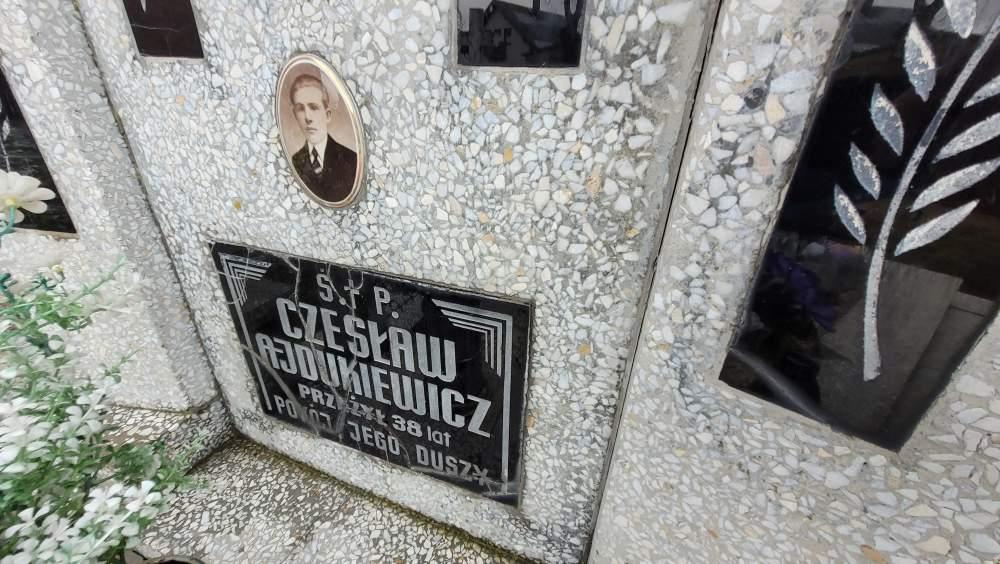 Ś.†P.
CZESŁAW
AJDUKIEWICZ
PRZEŻYŁ 38 lat
POKÓJ JEGO DUSZY